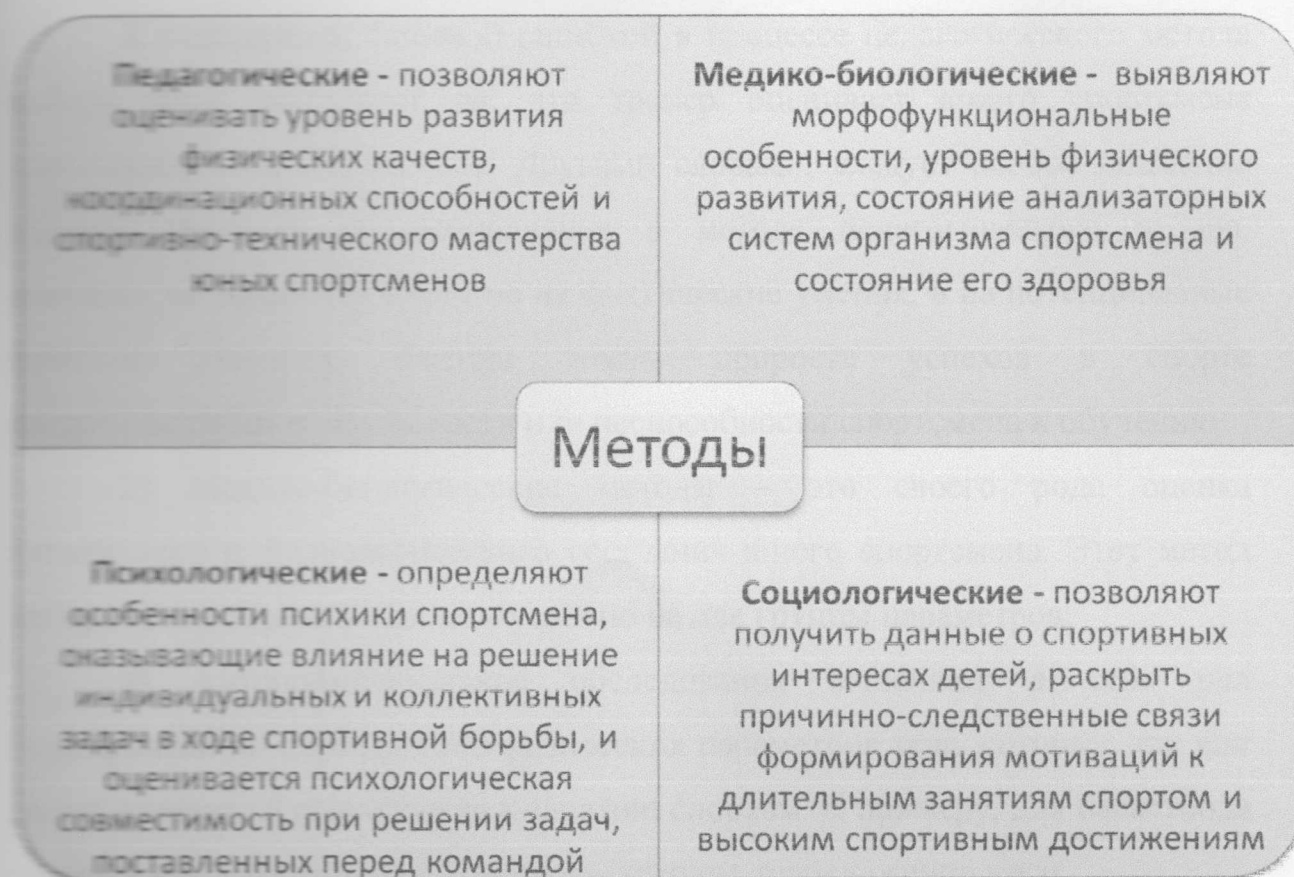 Педагогические - позволяют
оценивать уровень развития
физических качеств,
координационных способностей и
спортивно-технического мастерства
юных спортсменов
Медико-биологические - выявляют
морфофункциональные
особенности, уровень физического
развития, состояние анализаторных
систем организма спортсмена и
состояние его здоровья
Методы
Психологические - определяют
особенности психики спортсмена,
оказывающие влияние на решение
индивидуальных и коллективных
задач в ходе спортивной борьбы, и
оценивается психологическая
совместимость при решении задач,
поставленных перед командой
Социологические - позволяют
получить данные о спортивных
интересах детей, раскрыть
причинно-следственные связи
формирования мотиваций к
длительным занятиям спортом и
высоким спортивным достижениям